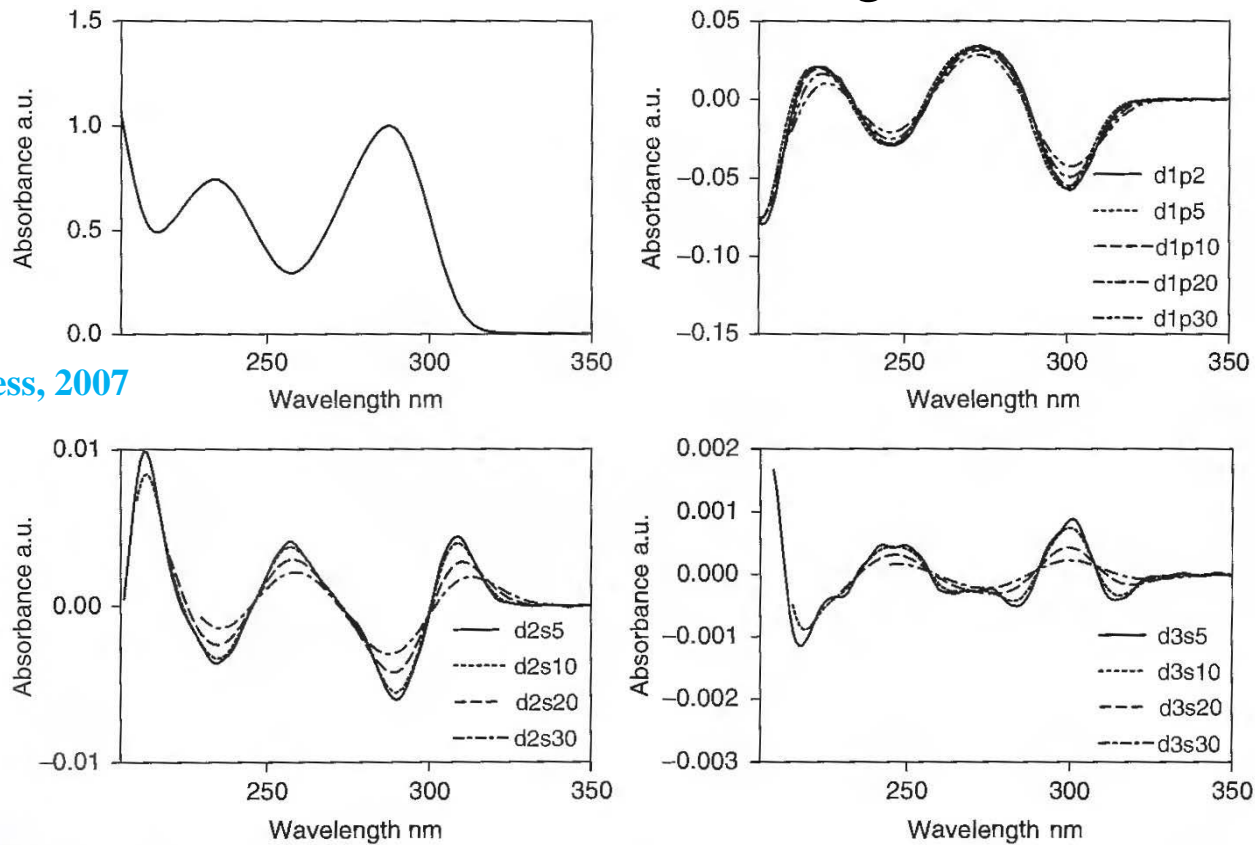 g
1.5
1.0
0.5
0.0
Absorbance a.u.
250
300
350
Wavelength nm
0.05
0.00
−0.05
−0.10
−0.15
Absorbance a.u.
d1p2
d1p5
d1p10
d1p20
d1p30
250
300
350
Wavelength nm
ess, 2007
0.01
0.00
−0.01
Absorbance a.u.
d2s5
d2s10
d2s20
d2s30
250
300
350
Wavelength nm
0.002
0.001
0.000
−0.001
−0.002
−0.003
Absorbance a.u.
d3s5
d3s10
d3s20
d3s30
250
300
350
Wavelength nm